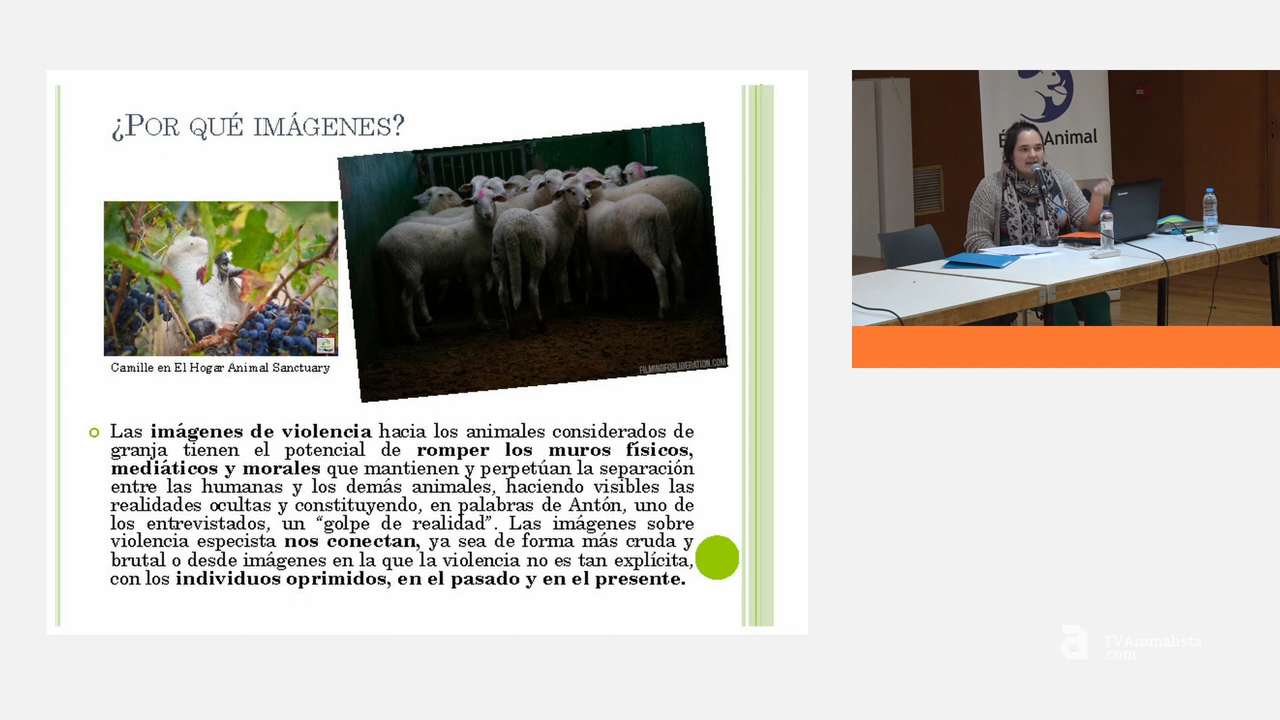 ¿POR QUÉ IMÁGENES?
FILMINGFORLIBERATION.COM
Camille en El Hogar Animal Sanctuary
Las imágenes de violencia hacia los animales considerados de
granja tienen el potencial de romper los muros físicos,
mediáticos y morales que mantienen y perpetúan la separación
entre las humanas y los demás animales, haciendo visibles las
realidades ocultas y constituyendo, en palabras de Antón, uno de
los entrevistados, un “golpe de realidad”. Las imágenes sobre
violencia especista nos conectan, ya sea de forma más cruda y
brutal o desde imágenes en la que la violencia no es tan explícita,
con los individuos oprimidos, en el pasado y en el presente.
Animal
TVAnimalista
.com